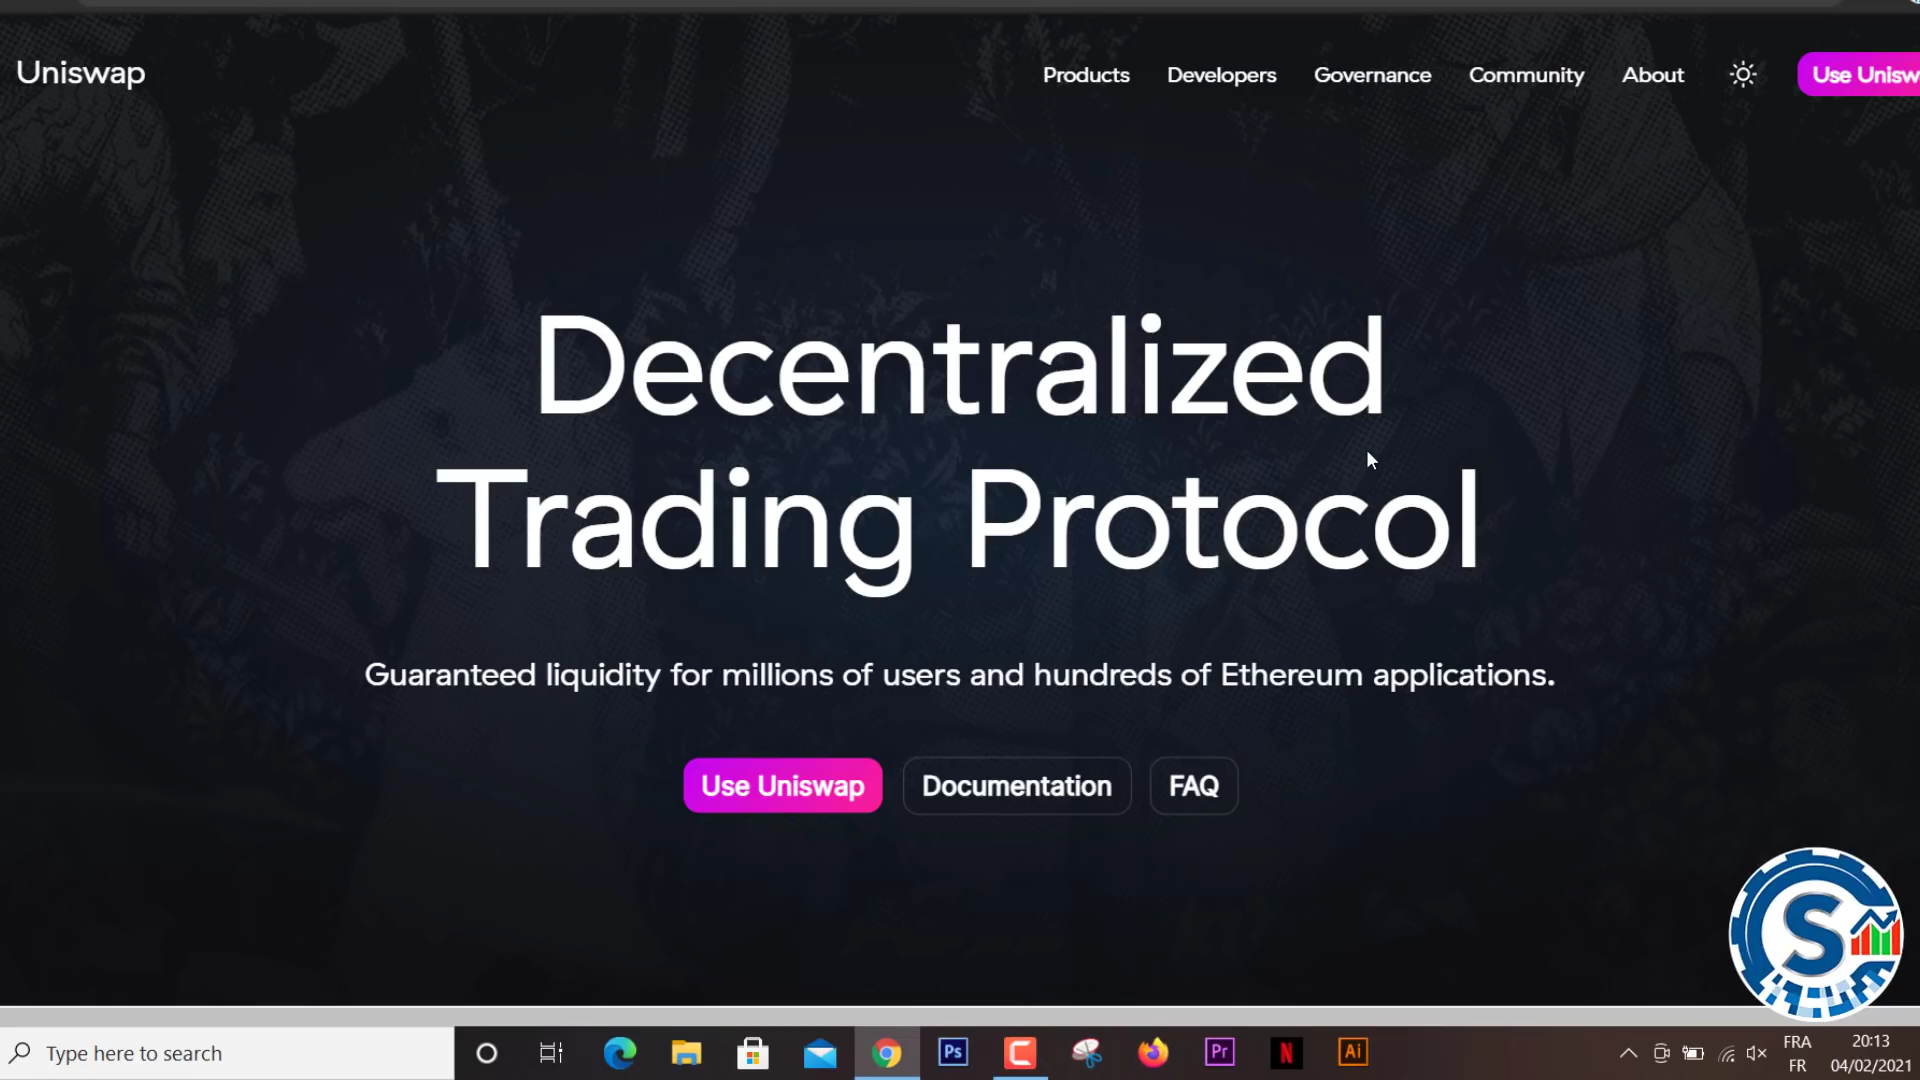 Uniswap
Products Developers Governance Community About Use Unisw
Decentralized
Trading Protocol
Guaranteed liquidity for millions of users and hundreds of Ethereum applications.
Use Uniswap Documentation FAQ
S
Type here to search
Ps
Pr
N
Ai
FRA
FR
20:13
04/02/2021